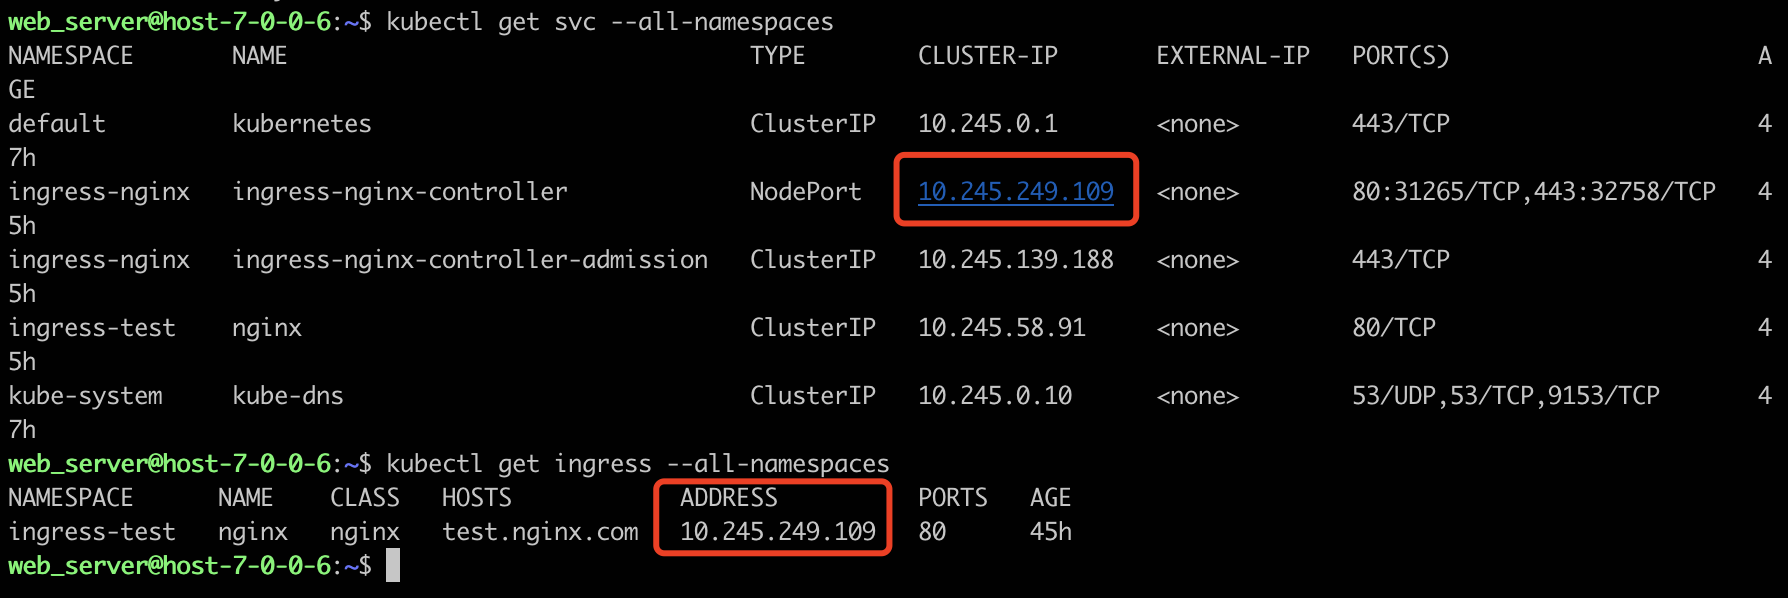 web_server@host-7-0-0-6:~$ kubectl get svc --all-namespaces
NAMESPACE       NAME                                 TYPE        CLUSTER-IP       EXTERNAL-IP   PORT(S)                      A
GE
default         kubernetes                           ClusterIP   10.245.0.1       <none>        443/TCP                      4
7h
ingress-nginx   ingress-nginx-controller             NodePort    10.245.249.109   <none>        80:31265/TCP,443:32758/TCP   4
5h
ingress-nginx   ingress-nginx-controller-admission   ClusterIP   10.245.139.188   <none>        443/TCP                      4
5h
ingress-test    nginx                                ClusterIP   10.245.58.91     <none>        80/TCP                       4
5h
kube-system     kube-dns                             ClusterIP   10.245.0.10      <none>        53/UDP,53/TCP,9153/TCP       4
7h
web_server@host-7-0-0-6:~$ kubectl get ingress --all-namespaces
NAMESPACE      NAME    CLASS   HOSTS            ADDRESS          PORTS   AGE
ingress-test   nginx   nginx   test.nginx.com   10.245.249.109   80      45h
web_server@host-7-0-0-6:~$